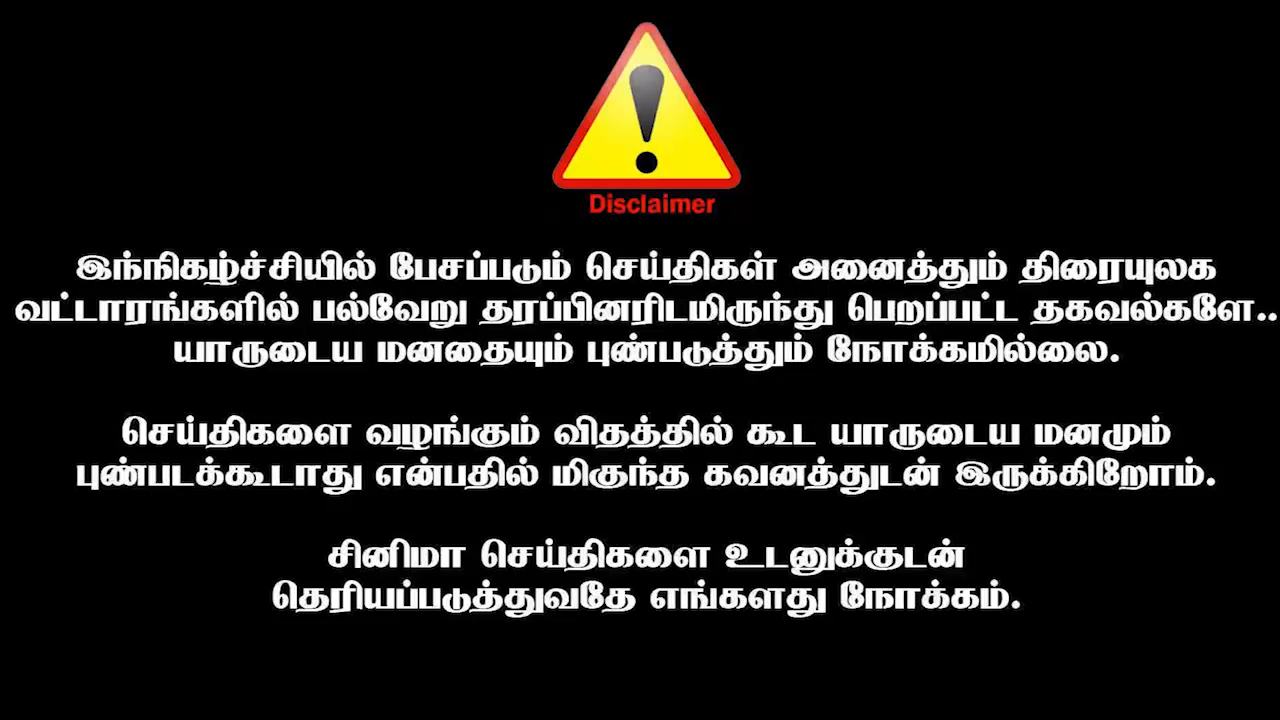 Disclaimer
இந்நிகழ்ச்சியில் பேசப்படும் செய்திகள் அனைத்தும் திரையுலக
வட்டாரங்களில் பல்வேறு தரப்பினரிடமிருந்து பெறப்பட்ட தகவல்களே..
யாருடைய மனதையும் புண்படுத்தும் நோக்கமில்லை.
செய்திகளை வழங்கும் விதத்தில் கூட யாருடைய மனமும்
புண்படக்கூடாது என்பதில் மிகுந்த கவனத்துடன் இருக்கிறோம்.
சினிமா செய்திகளை உடனுக்குடன்
தெரியப்படுத்துவதே எங்களது நோக்கம்.